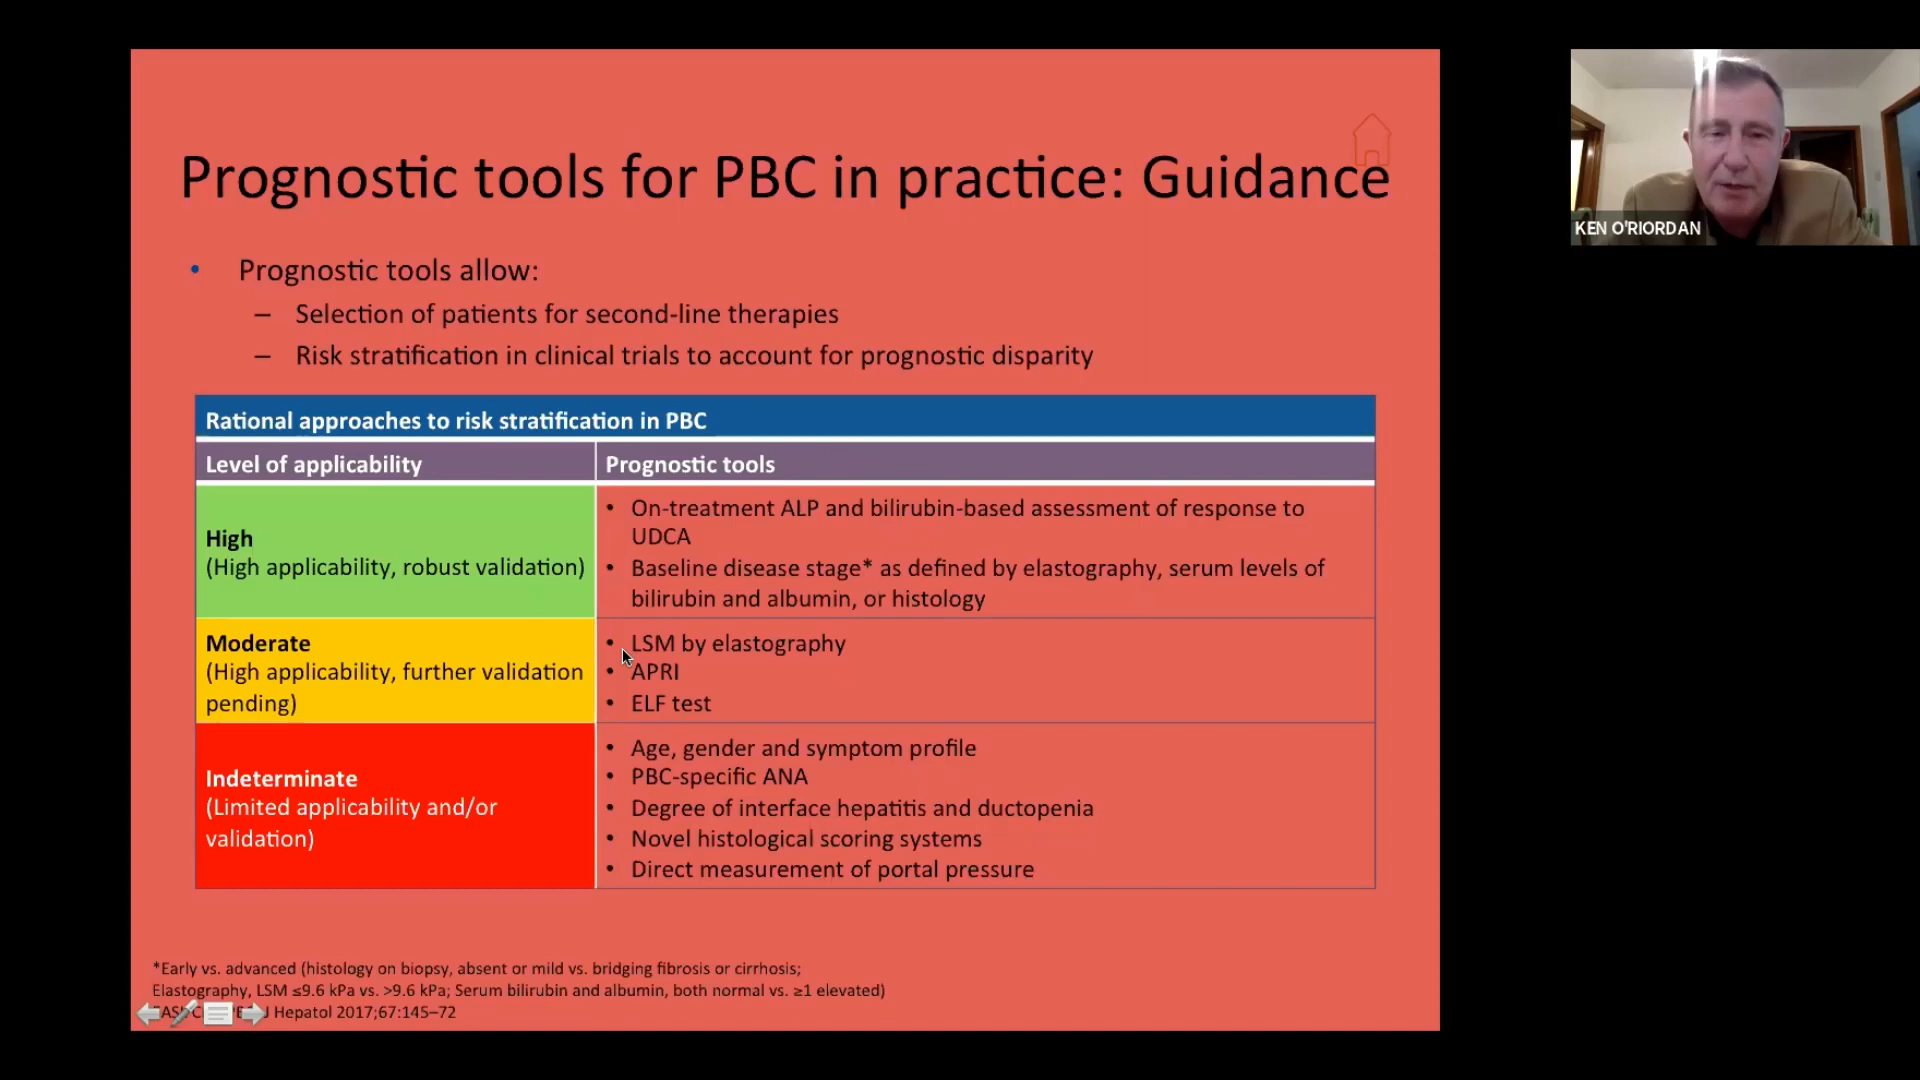 Prognostic tools for PBC in practice: Guidance
KEN O'RIORDAN
• Prognostic tools allow:
– Selection of patients for second-line therapies
– Risk stratification in clinical trials to account for prognostic disparity
Rational approaches to risk stratification in PBC
Level of applicability
Prognostic tools
High
(High applicability, robust validation)
• On-treatment ALP and bilirubin-based assessment of response to
UDCA
• Baseline disease stage* as defined by elastography, serum levels of
bilirubin and albumin, or histology
Moderate
(High applicability, further validation
pending)
• LSM by elastography
• APRI
• ELF test
Indeterminate
(Limited applicability and/or
validation)
• Age, gender and symptom profile
• PBC-specific ANA
• Degree of interface hepatitis and ductopenia
• Novel histological scoring systems
• Direct measurement of portal pressure
*Early vs. advanced (histology on biopsy, absent or mild vs. bridging fibrosis or cirrhosis;
Elastography, LSM ≤9.6 kPa vs. >9.6 kPa; Serum bilirubin and albumin, both normal vs. ≥1 elevated)
Hepatol 2017;67:145–72